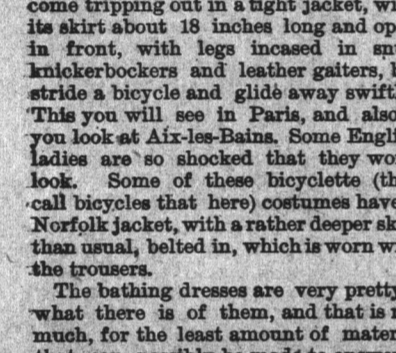 come tripping out in a tight jacket, wi
its skirt about 18 inches long and op
in front, with legs incased in snu
knickerbockers and leather gaiters, b
stride a bicycle and glide away swift
This you will see in Paris, and also
you look at Aix-les-Bains. Some Engli
ladies are so shocked that they wo
look. Some of these bicyclette (th
call bicycles that here) costumes have
Norfolk jacket, with a rather deeper sk
than usual, belted in, which is worn wi
the trousers.
The bathing dresses are very pretty
what there is of them, and that is n
much, for the least amount of mater